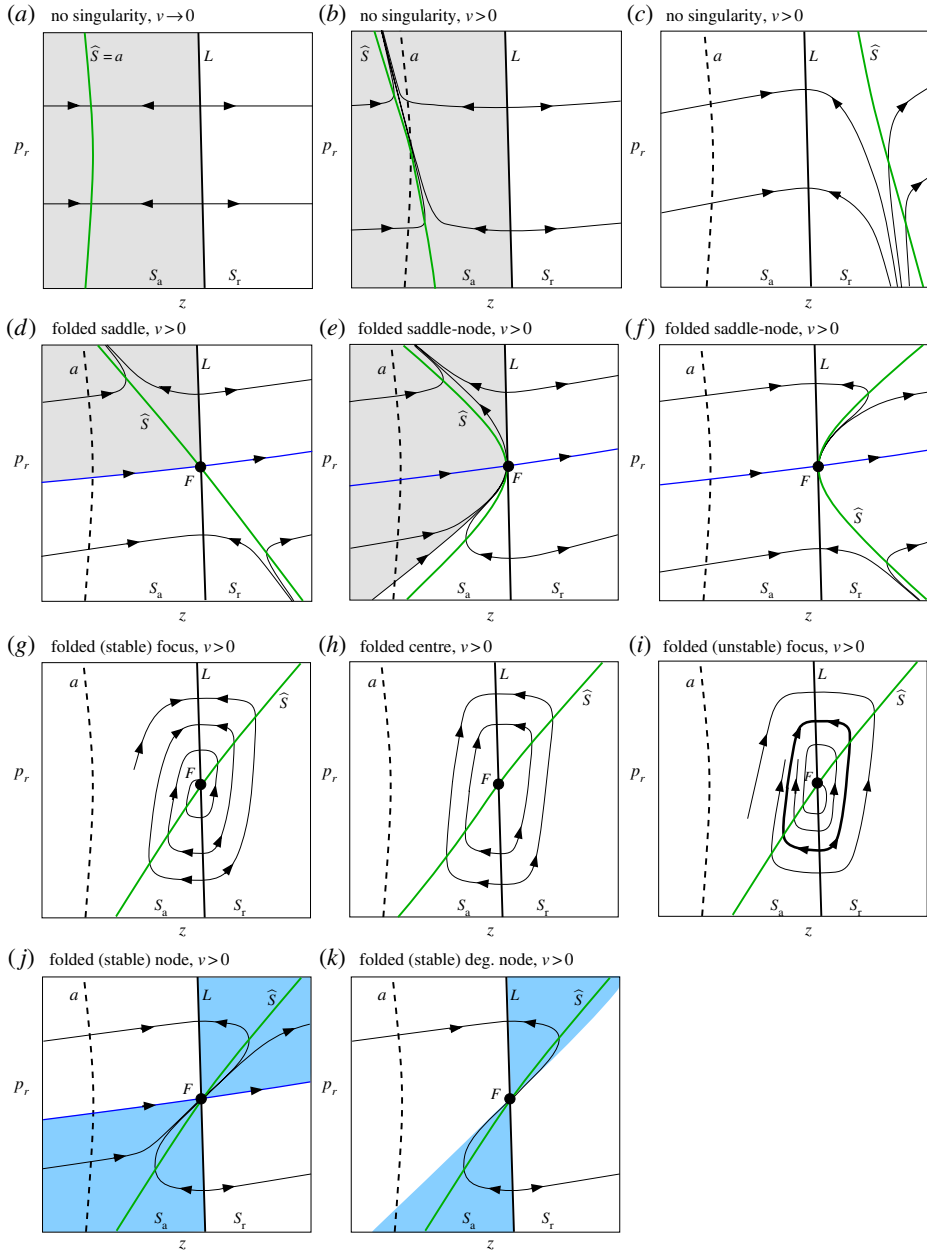 (a) no singularity, v→0
Ŝ = a
L
p_r
S_a
S_r
z
(b) no singularity, v > 0
Ŝ
a
L
p_r
S_a
S_r
z
(c) no singularity, v > 0
a
L
Ŝ
p_r
S_a
S_r
z
(d) folded saddle, v > 0
a
L
Ŝ
p_r
F
S_a
S_r
z
(e) folded saddle-node, v > 0
a
L
Ŝ
p_r
F
S_a
S_r
z
(f) folded saddle-node, v > 0
a
L
p_r
F
Ŝ
S_a
S_r
z
(g) folded (stable) focus, v > 0
a
L
Ŝ
p_r
F
S_a
S_r
z
(h) folded centre, v > 0
a
L
Ŝ
p_r
F
S_a
S_r
z
(i) folded (unstable) focus, v > 0
a
L
Ŝ
p_r
F
S_a
S_r
z
(j) folded (stable) node, v > 0
a
L
Ŝ
p_r
F
S_a
S_r
z
(k) folded (stable) deg. node, v > 0
a
L
Ŝ
p_r
F
S_a
S_r
z